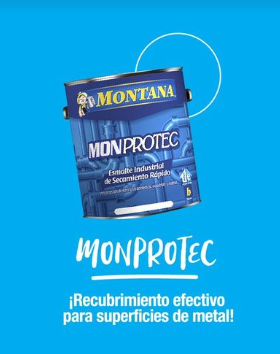 MONTANA
MONPROTEC
Esmalte Industrial
de Secamiento Rápido
MONPROTEC
¡Recubrimiento efectivo
para superficies de metal!